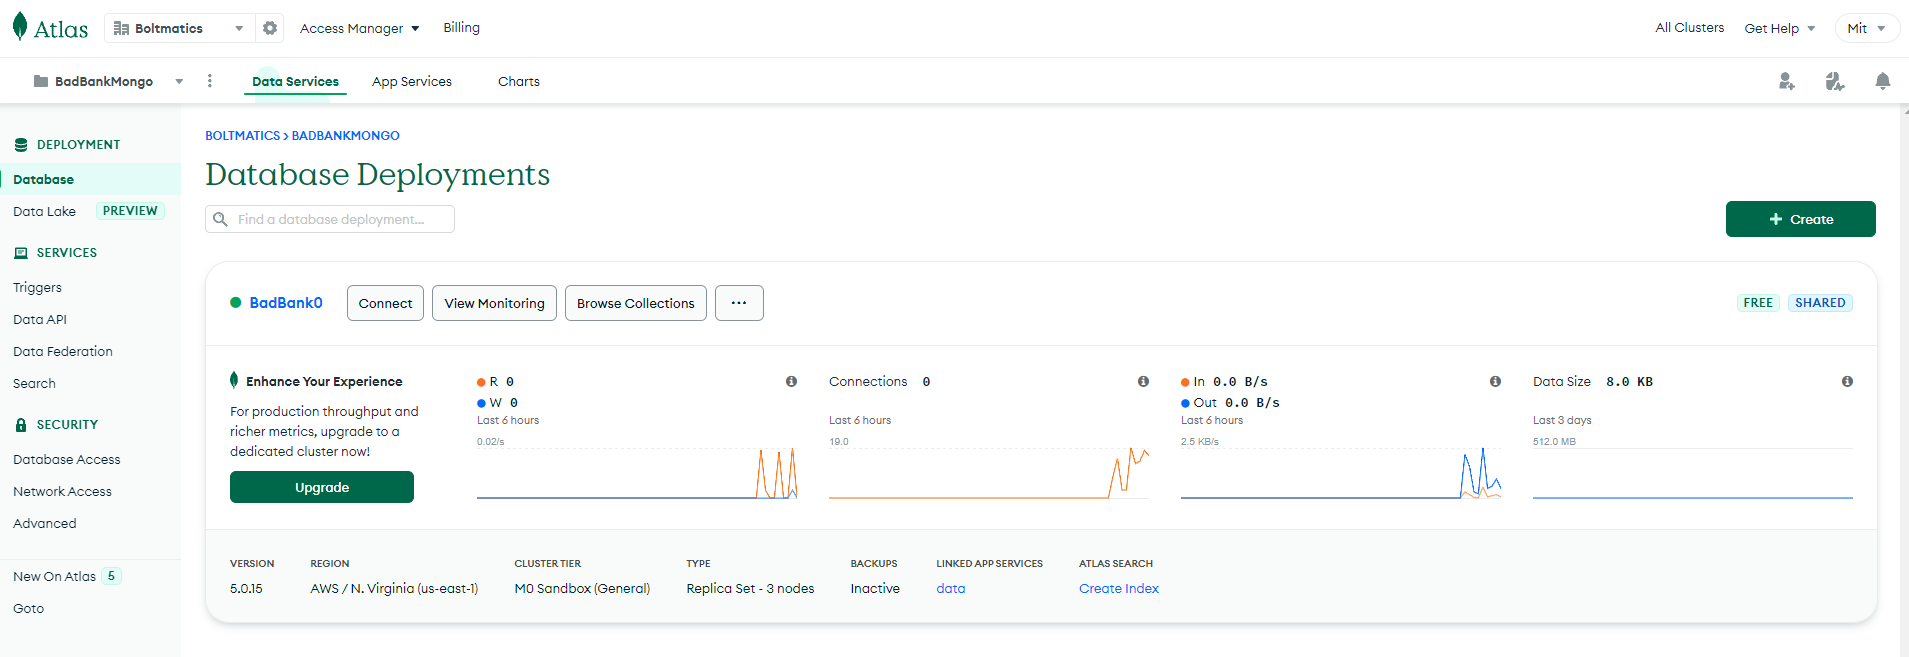 Atlas
Boltmatics
Access Manager
Billing
All Clusters
Get Help
Mit
BadBankMongo
Data Services
App Services
Charts
DEPLOYMENT
Database
Data Lake PREVIEW
SERVICES
Triggers
Data API
Data Federation
Search
SECURITY
Database Access
Network Access
Advanced
New On Atlas 5
Goto
BOLTMATICS > BADBANKMONGO
Database Deployments
Find a database deployment...
+ Create
BadBank0
Connect
View Monitoring
Browse Collections
...
FREE
SHARED
Enhance Your Experience
For production throughput and
richer metrics, upgrade to a
dedicated cluster now!
Upgrade
R 0
W 0
Last 6 hours
0.02/s
Connections 0
Last 6 hours
19.0
In 0.0 B/s
Out 0.0 B/s
Last 6 hours
2.5 KB/s
Data Size 8.0 KB
Last 3 days
512.0 MB
VERSION
5.0.15
REGION
AWS / N. Virginia (us-east-1)
CLUSTER TIER
M0 Sandbox (General)
TYPE
Replica Set - 3 nodes
BACKUPS
Inactive
LINKED APP SERVICES
data
ATLAS SEARCH
Create Index